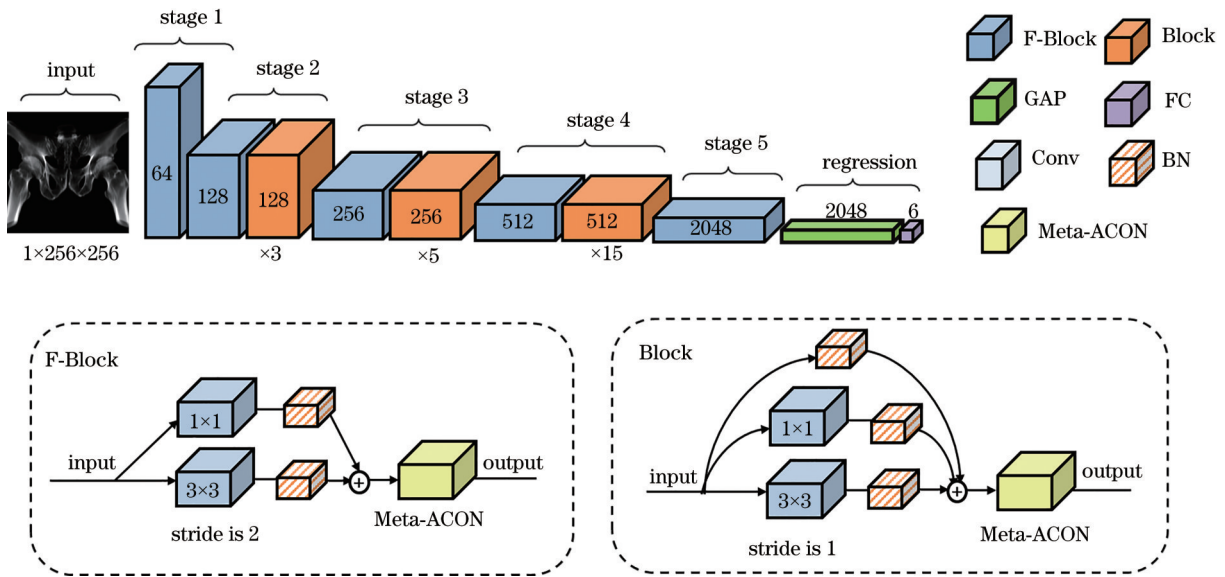 stage 1
input
stage 2
stage 3
stage 4
stage 5
regression
64
128
128
256
256
512
512
2048
2048
6
1×256×256
×3
×5
×15
F-Block
Block
GAP
FC
Conv
BN
Meta-ACON
F-Block
1×1
input
3×3
output
Meta-ACON
stride is 2
Block
1×1
input
3×3
output
Meta-ACON
stride is 1